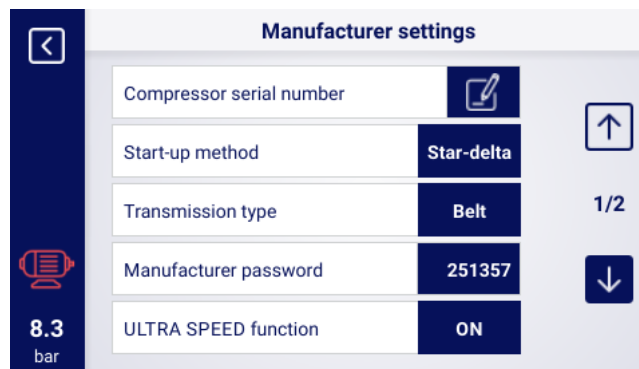 Manufacturer settings
Compressor serial number
Start-up method
Star-delta
Transmission type
Belt
1/2
Manufacturer password
251357
ULTRA SPEED function
ON
8.3
bar